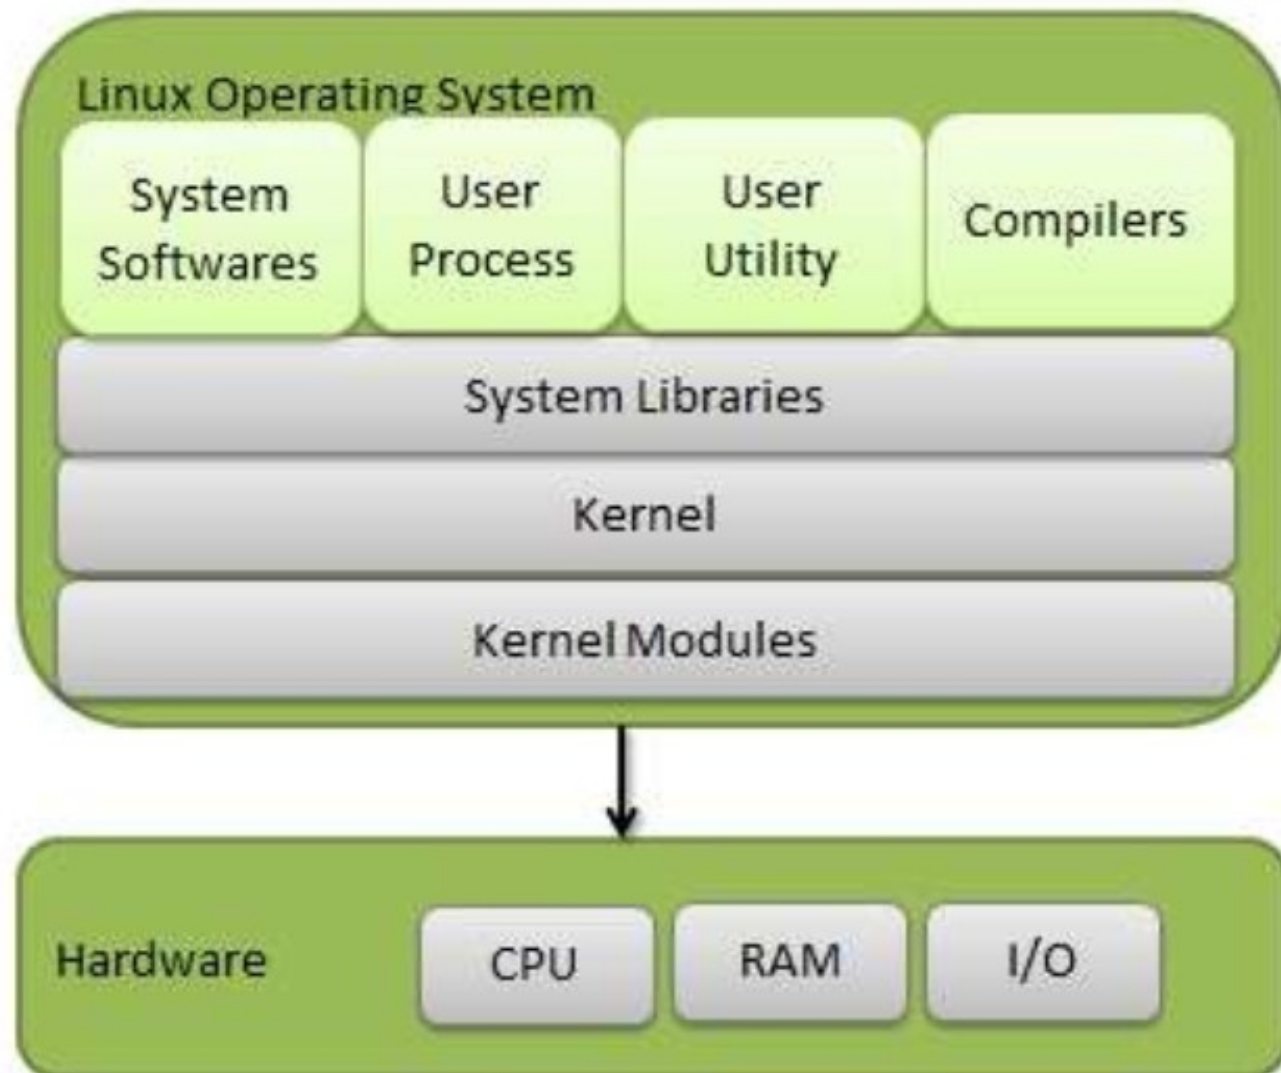 Linux Operating System
System
Softwares
User
Process
User
Utility
Compilers
System Libraries
Kernel
Kernel Modules
Hardware
CPU
RAM
I/O